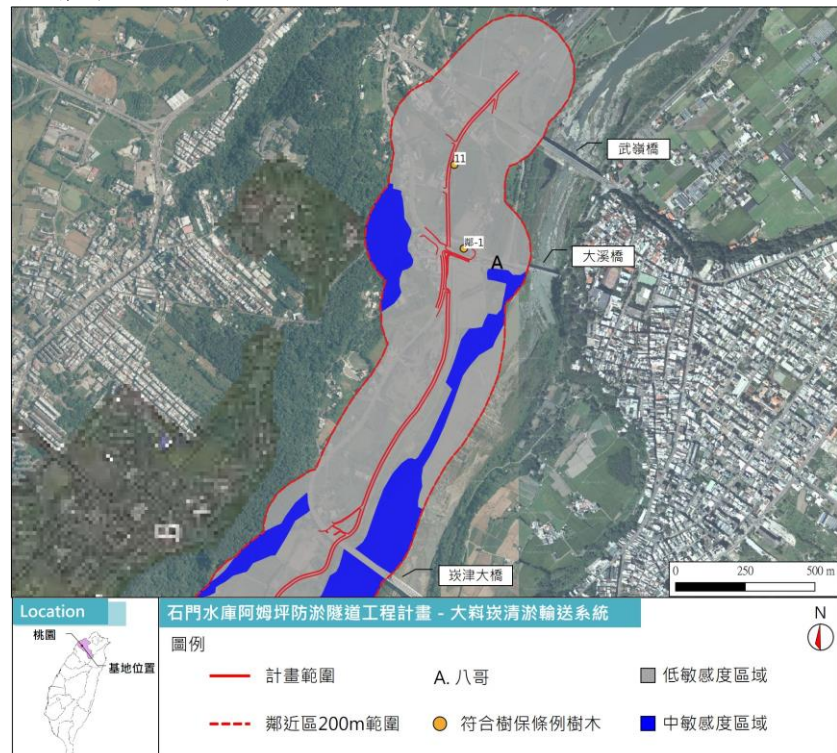 武嶺橋
11
鄰-1
大溪橋
A
崁津大橋
0 250 500 m
Location
桃園
基地位置
石門水庫阿姆坪防淤隧道工程計畫 - 大嵙崁清淤輸送系統
N
圖例
計畫範圍
A. 八哥
低敏感度區域
鄰近區200m範圍
符合樹保條例樹木
中敏感度區域